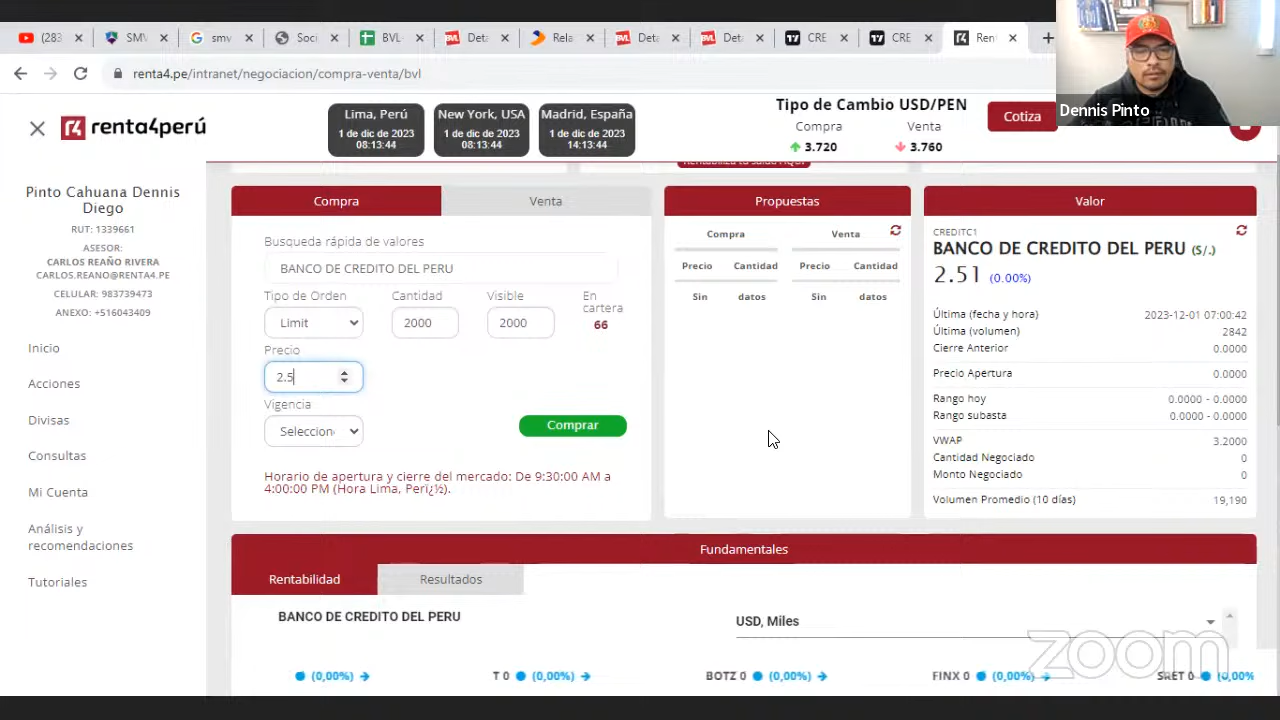 (283
SMV
smv
Soci
BVL
Deta
Rela
Deta
Deta
CRE
CRE
Ren
renta4.pe/intranet/negociacion/compra-venta/bvl
Dennis Pinto
renta4perú
Lima, Perú
1 de dic de 2023
08:13:44
New York, USA
1 de dic de 2023
08:13:44
Madrid, España
1 de dic de 2023
14:13:44
Tipo de Cambio USD/PEN
Compra Venta
3.720 3.760
Cotiza
Pinto Cahuana Dennis
Diego
RUT: 1339661
ASESOR:
CARLOS REAÑO RIVERA
CARLOS.REANO@RENTA4.PE
CELULAR: 983739473
ANEXO: +516043409
Inicio
Acciones
Divisas
Consultas
Mi Cuenta
Análisis y
recomendaciones
Tutoriales
Rentabiliza tu saldo AQUÍ
Compra Venta
Busqueda rápida de valores
BANCO DE CREDITO DEL PERU
Tipo de Orden Cantidad Visible En
cartera
Limit 2000 2000 66
Precio
2.5
Vigencia
Seleccion
Comprar
Horario de apertura y cierre del mercado: De 9:30:00 AM a
4:00:00 PM (Hora Lima, Perï¿½).
Propuestas
Compra Venta
Precio Cantidad Precio Cantidad
Sin datos Sin datos
Valor
CREDITC1
BANCO DE CREDITO DEL PERU (S/.)
2.51 (0.00%)
Última (fecha y hora) 2023-12-01 07:00:42
Última (volumen) 2842
Cierre Anterior 0.0000
Precio Apertura 0.0000
Rango hoy 0.0000 - 0.0000
Rango subasta 0.0000 - 0.0000
VWAP 3.2000
Cantidad Negociado 0
Monto Negociado 0
Volumen Promedio (10 días) 19,190
Fundamentales
Rentabilidad Resultados
BANCO DE CREDITO DEL PERU
USD, Miles
(0,00%) T 0 (0,00%) BOTZ 0 (0,00%) FINX 0 (0,00%) SRET 0 (0,00%
zoom